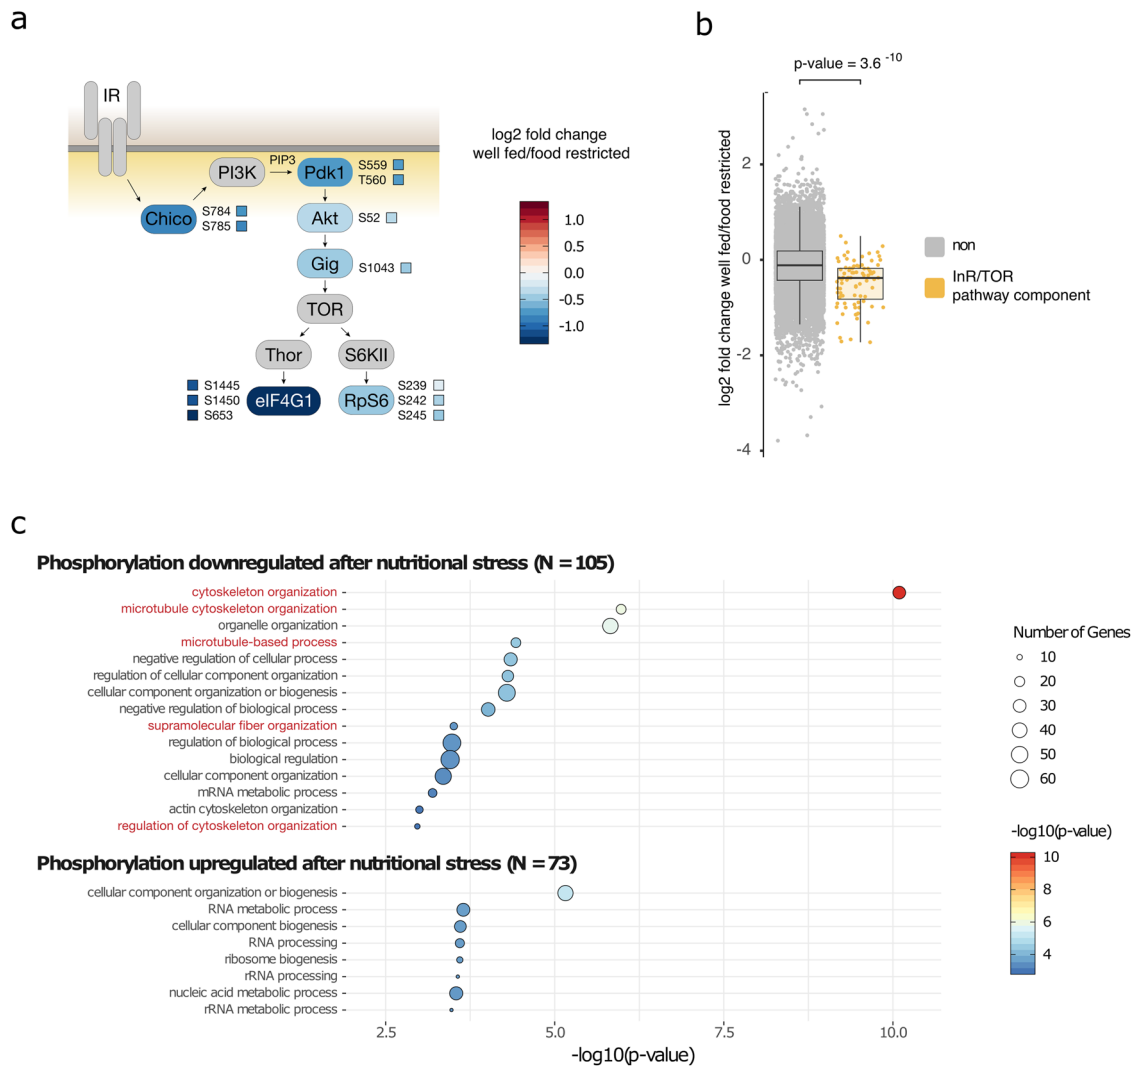 a
IR
PI3K
PIP3
Pdk1
S559
T560
Chico
S784
S785
Akt
S52
Gig
S1043
TOR
Thor
S6KII
S1445
S1450
S653
eIF4G1
RpS6
S239
S242
S245
log2 fold change
well fed/food restricted
1.0
0.5
0.0
-0.5
-1.0
b
p-value = 3.6 -10
log2 fold change well fed/food restricted
2
0
-2
-4
non
InR/TOR
pathway component
c
Phosphorylation downregulated after nutritional stress (N = 105)
cytoskeleton organization
microtubule cytoskeleton organization
organelle organization
microtubule-based process
negative regulation of cellular process
regulation of cellular component organization
cellular component organization or biogenesis
negative regulation of biological process
supramolecular fiber organization
regulation of biological process
biological regulation
cellular component organization
mRNA metabolic process
actin cytoskeleton organization
regulation of cytoskeleton organization
Phosphorylation upregulated after nutritional stress (N = 73)
cellular component organization or biogenesis
RNA metabolic process
cellular component biogenesis
RNA processing
ribosome biogenesis
rRNA processing
nucleic acid metabolic process
rRNA metabolic process
2.5
5.0
7.5
10.0
-log10(p-value)
Number of Genes
10
20
30
40
50
60
-log10(p-value)
10
8
6
4